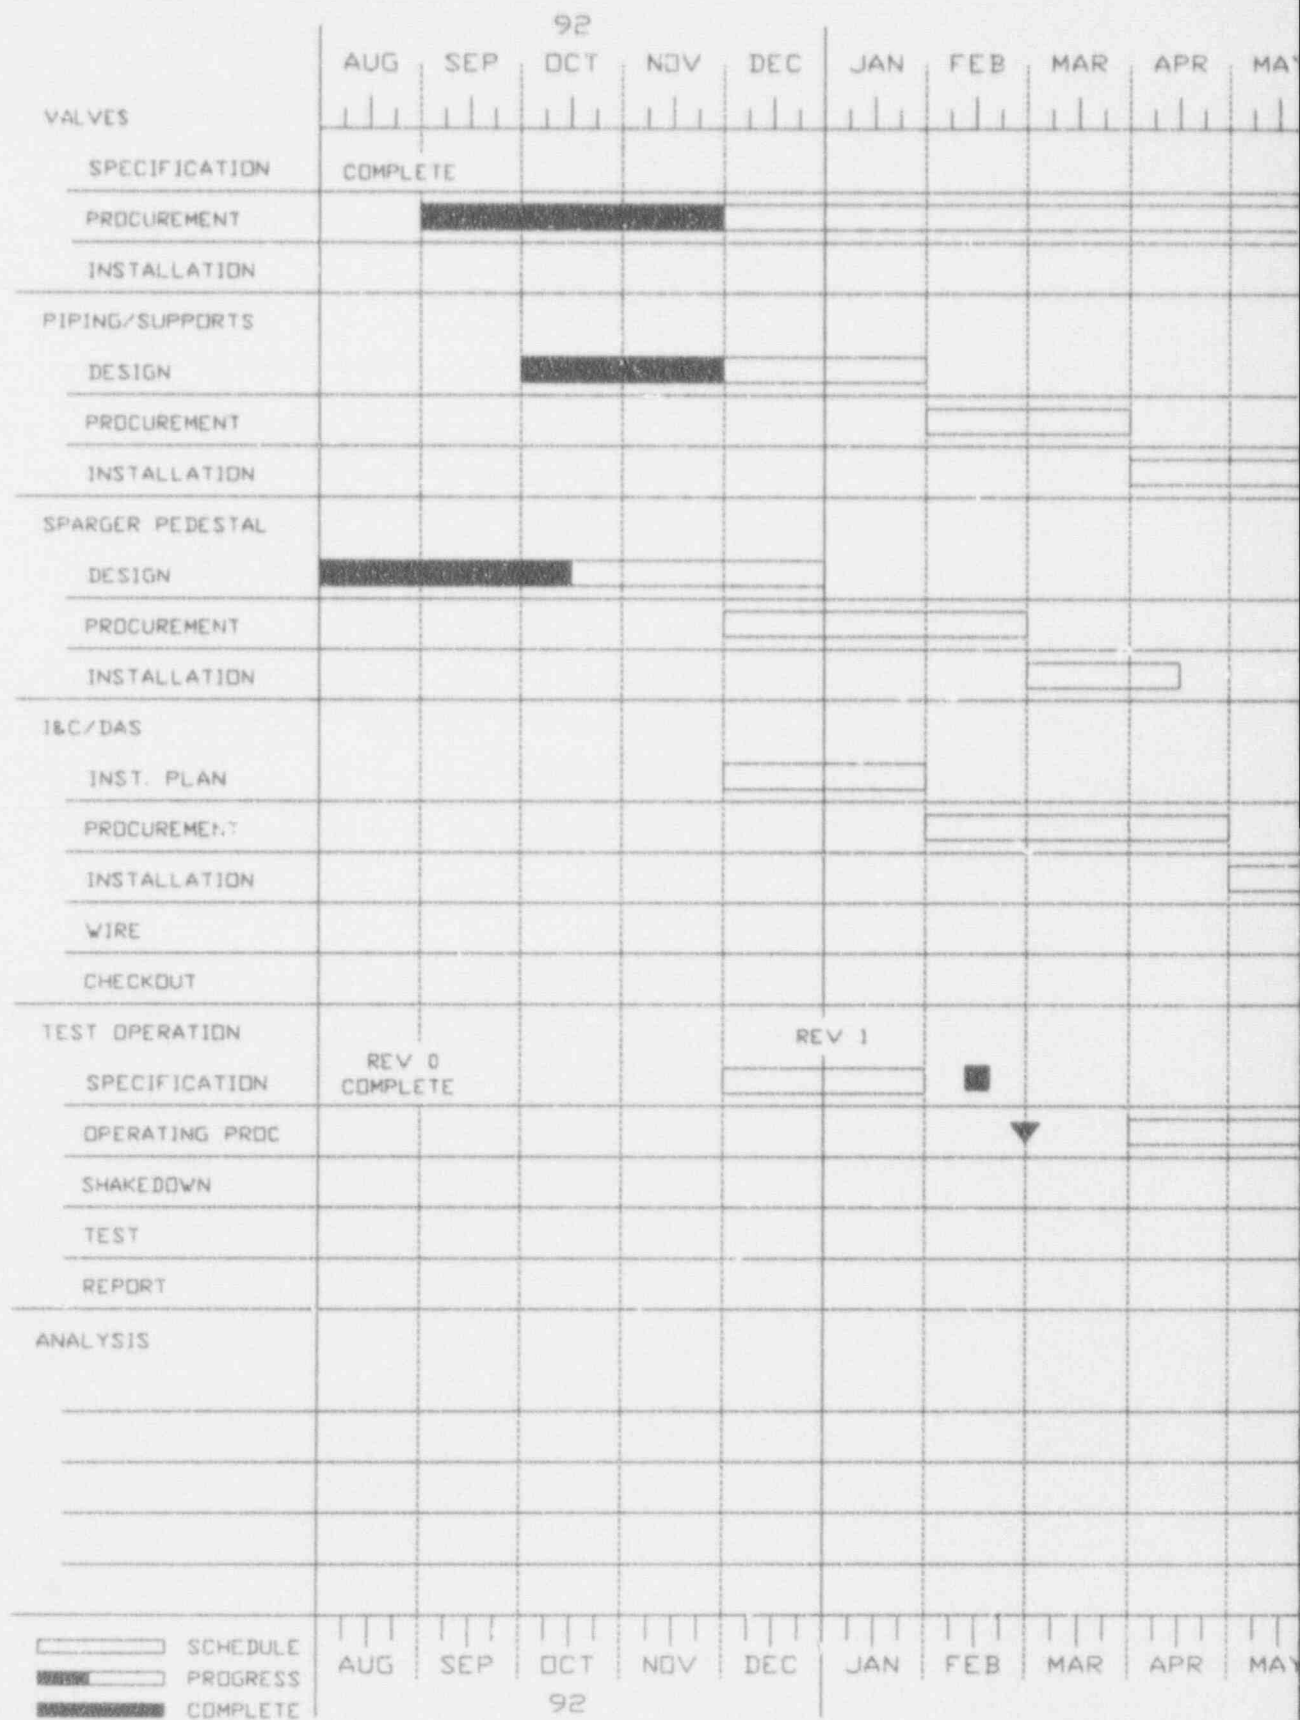 92
AUG SEP OCT NOV DEC JAN FEB MAR APR MAY
VALVES
SPECIFICATION COMPLETE
PROCUREMENT
INSTALLATION
PIPING/SUPPORTS
DESIGN
PROCUREMENT
INSTALLATION
SPARGER PEDESTAL
DESIGN
PROCUREMENT
INSTALLATION
I&C/DAS
INST. PLAN
PROCUREMENT
INSTALLATION
WIRE
CHECKOUT
TEST OPERATION REV 1
REV 0
SPECIFICATION COMPLETE
OPERATING PROC
SHAKEDOWN
TEST
REPORT
ANALYSIS
SCHEDULE
AUG SEP OCT NOV DEC JAN FEB MAR APR MAY
PROGRESS
92
COMPLETE